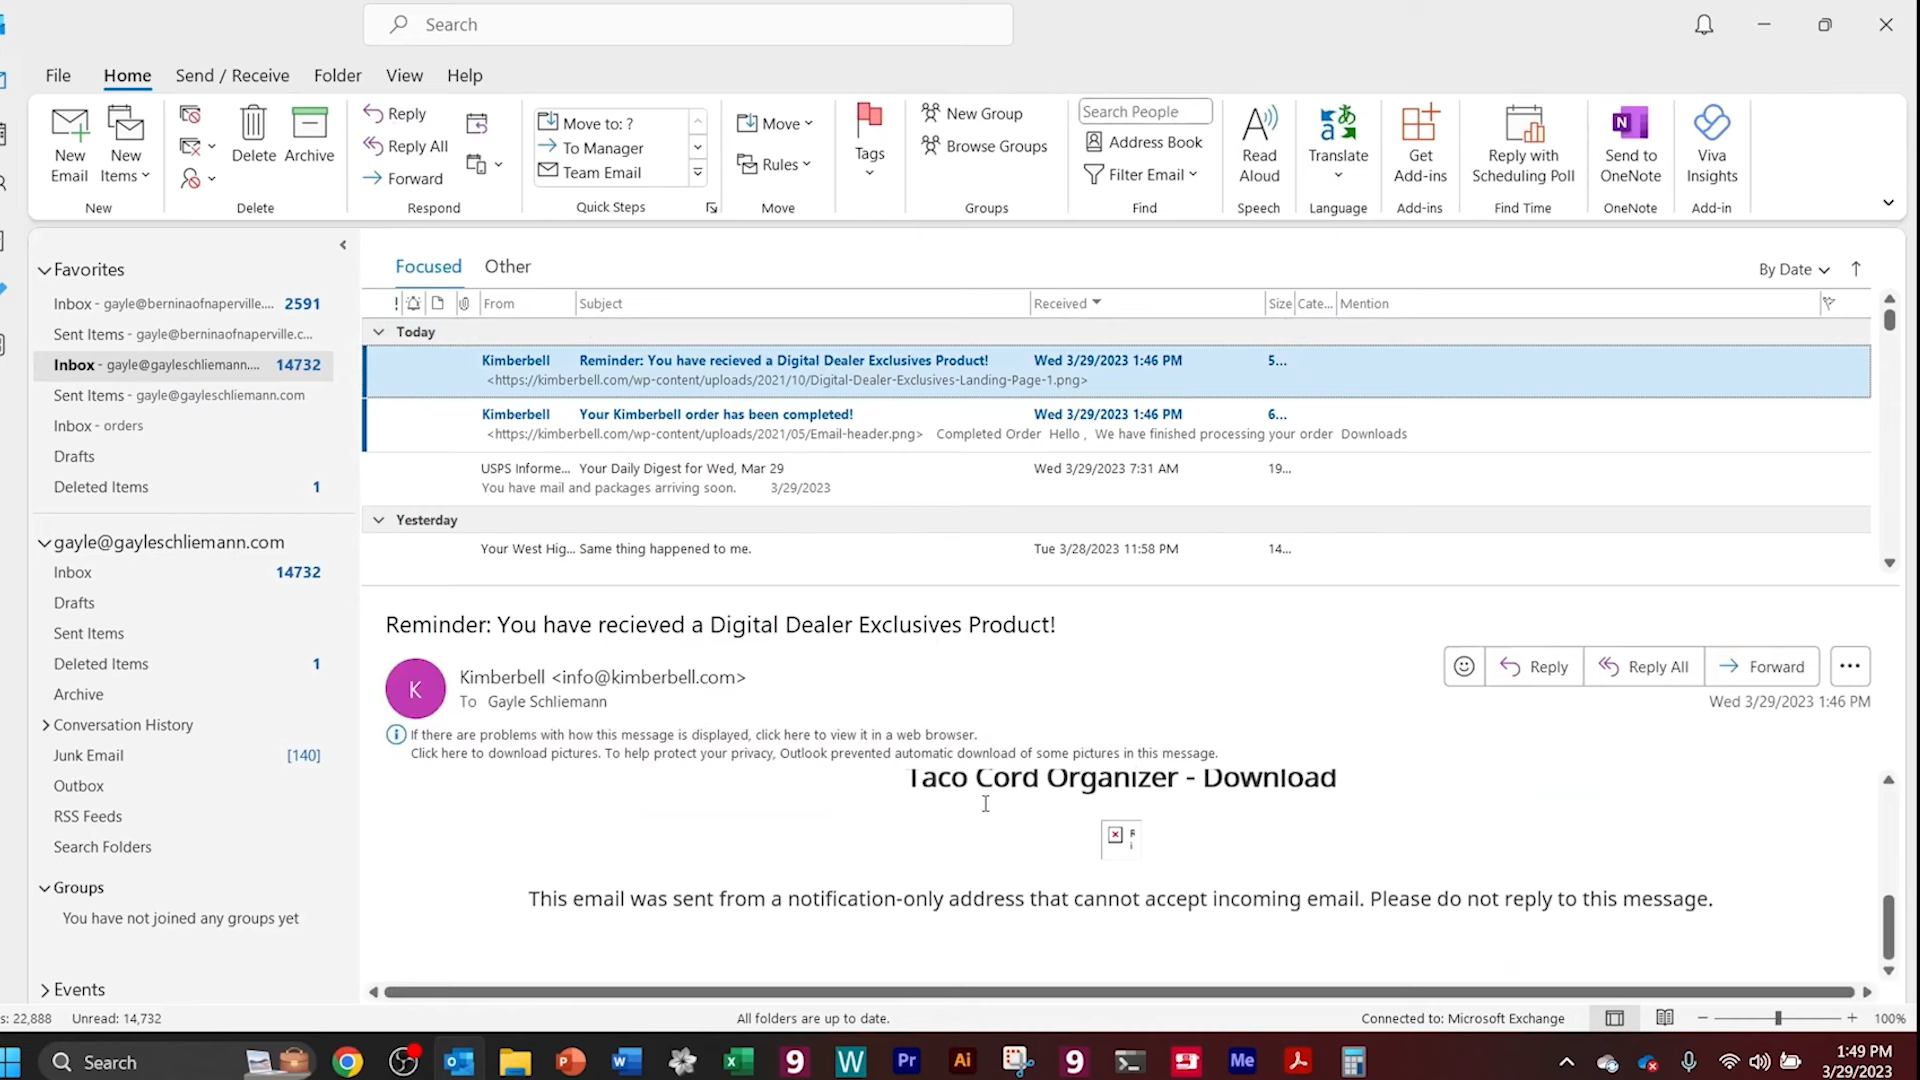 Search
File Home Send / Receive Folder View Help
New Email
New Items
New
Delete
Archive
Delete
Reply
Reply All
Forward
Respond
Move to: ?
To Manager
Team Email
Quick Steps
Move
Rules
Move
Tags
New Group
Browse Groups
Groups
Search People
Address Book
Filter Email
Find
Read Aloud
Speech
Translate
Language
Get Add-ins
Add-ins
Reply with Scheduling Poll
Find Time
Send to OneNote
OneNote
Viva Insights
Add-in
Favorites
Inbox - gayle@berninaofnaperville.... 2591
Sent Items - gayle@berninaofnaperville.c...
Inbox - gayle@gayleschliemann.... 14732
Sent Items - gayle@gayleschliemann.com
Inbox - orders
Drafts
Deleted Items 1
gayle@gayleschliemann.com
Inbox 14732
Drafts
Sent Items
Deleted Items 1
Archive
Conversation History
Junk Email [140]
Outbox
RSS Feeds
Search Folders
Groups
You have not joined any groups yet
Events
Focused Other By Date
! From Subject Received Size Cate... Mention
Today
Kimberbell Reminder: You have recieved a Digital Dealer Exclusives Product! Wed 3/29/2023 1:46 PM 5...
<https://kimberbell.com/wp-content/uploads/2021/10/Digital-Dealer-Exclusives-Landing-Page-1.png>
Kimberbell Your Kimberbell order has been completed! Wed 3/29/2023 1:46 PM 6...
<https://kimberbell.com/wp-content/uploads/2021/05/Email-header.png> Completed Order Hello , We have finished processing your order Downloads
USPS Informe... Your Daily Digest for Wed, Mar 29 Wed 3/29/2023 7:31 AM 19...
You have mail and packages arriving soon. 3/29/2023
Yesterday
Your West Hig... Same thing happened to me. Tue 3/28/2023 11:58 PM 14...
Reminder: You have recieved a Digital Dealer Exclusives Product!
K
Kimberbell <info@kimberbell.com>
To Gayle Schliemann
Reply Reply All Forward ...
Wed 3/29/2023 1:46 PM
If there are problems with how this message is displayed, click here to view it in a web browser.
Click here to download pictures. To help protect your privacy, Outlook prevented automatic download of some pictures in this message.
Taco Cord Organizer - Download
This email was sent from a notification-only address that cannot accept incoming email. Please do not reply to this message.
s: 22,888 Unread: 14,732 All folders are up to date. Connected to: Microsoft Exchange 100%
Search
9 W Pr Ai 9 Me
1:49 PM
3/29/2023